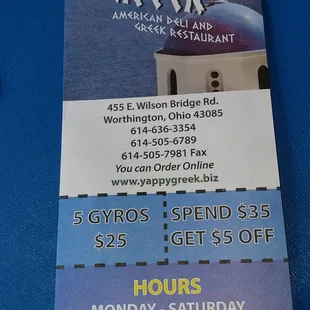 AMERICAN DELI AND
GREEK RESTAURANT
455 E. Wilson Bridge Rd.
Worthington, Ohio 43085
614-636-3354
614-505-6789
614-505-7981 Fax
You can Order Online
www.yappygreek.biz
5 GYROS
$25
SPEND $35
GET $5 OFF
HOURS
MONDAY - SATURDAY